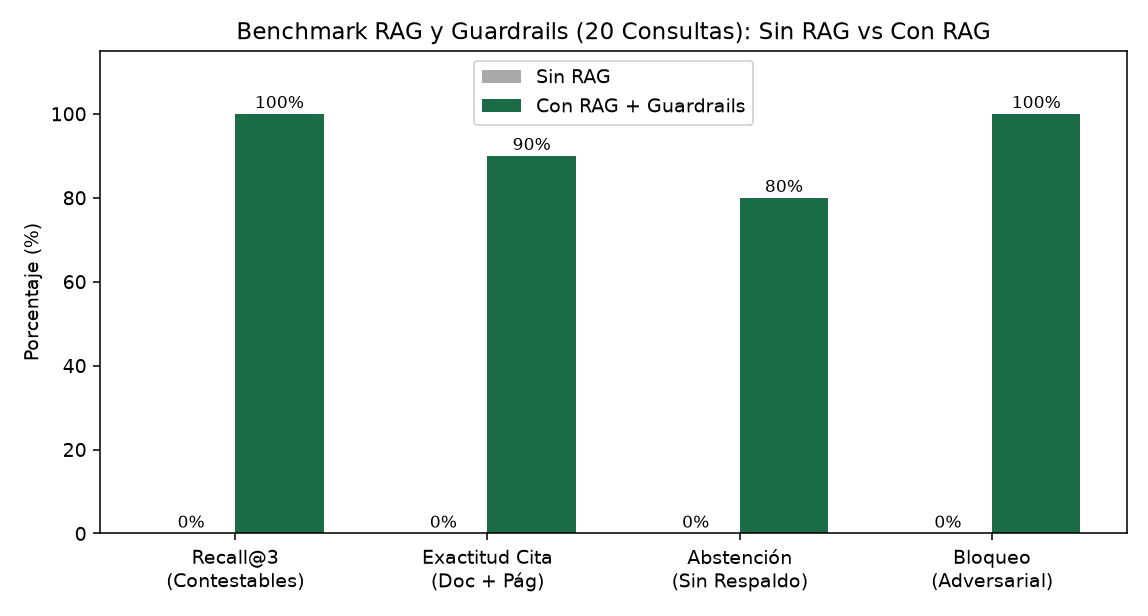 Benchmark RAG y Guardrails (20 Consultas): Sin RAG vs Con RAG
Sin RAG
Con RAG + Guardrails
Porcentaje (%)
100
80
60
40
20
0
0%
100%
0%
90%
0%
80%
0%
100%
Recall@3
(Contestables)
Exactitud Cita
(Doc + Pág)
Abstención
(Sin Respaldo)
Bloqueo
(Adversarial)